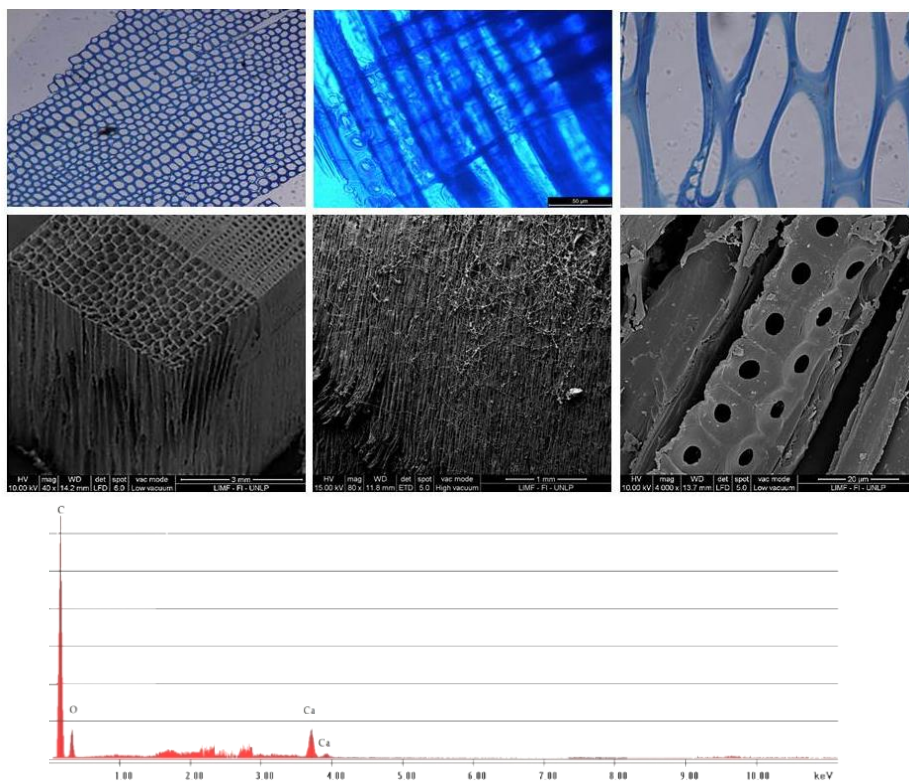 50 µm
HV mag WD det spot vac mode 3 mm
10.00 kV 40 x 14.2 mm LFD 6.0 Low vacuum LIMF - FI - UNLP
HV mag WD det spot vac mode 1 mm
15.00 kV 80 x 11.8 mm ETD 5.0 High vacuum LIMF - FI - UNLP
HV mag WD det spot vac mode 20 µm
10.00 kV 4 000 x 13.7 mm LFD 5.0 Low vacuum LIMF - FI - UNLP
C
O
Ca
Ca
1.00 2.00 3.00 4.00 5.00 6.00 7.00 8.00 9.00 10.00 keV